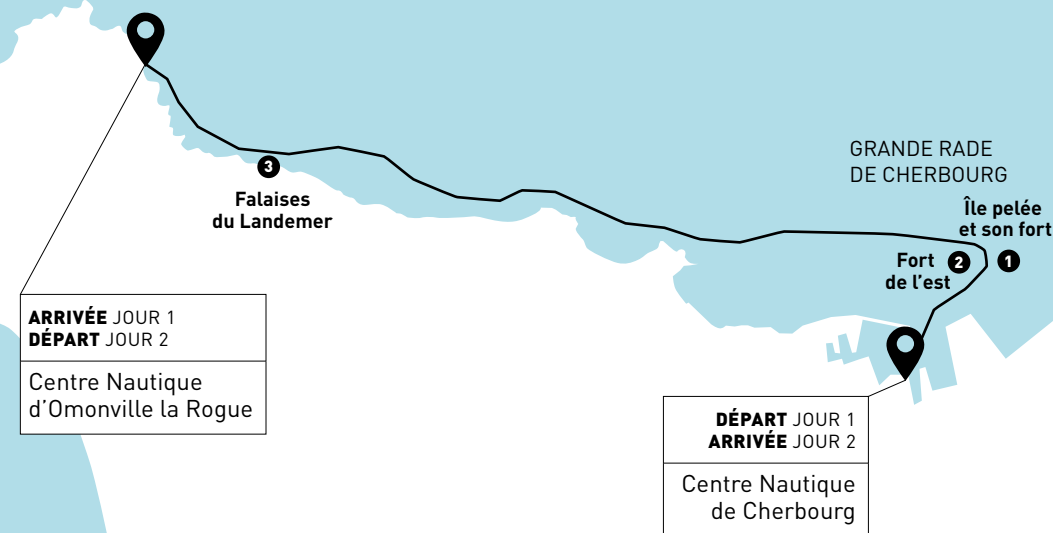 GRANDE RADE
DE CHERBOURG
Île pelée
et son fort
1
Fort
de l'est
2
3
Falaises
du Landemer
ARRIVÉE JOUR 1
DÉPART JOUR 2
Centre Nautique
d'Omonville la Rogue
DÉPART JOUR 1
ARRIVÉE JOUR 2
Centre Nautique
de Cherbourg